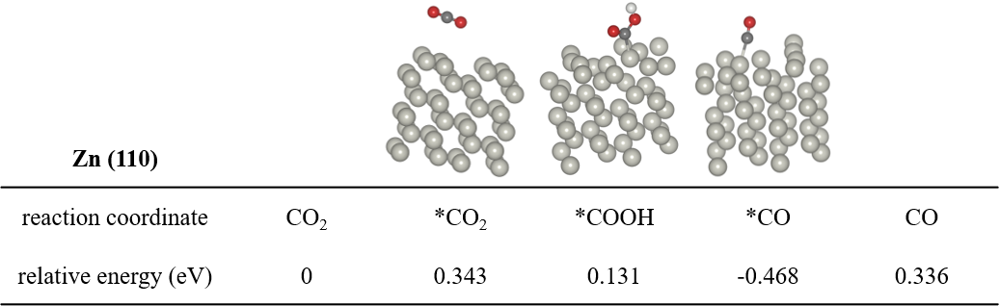 Zn (110)
reaction coordinate CO₂ *CO₂ *COOH *CO CO
relative energy (eV) 0 0.343 0.131 -0.468 0.336